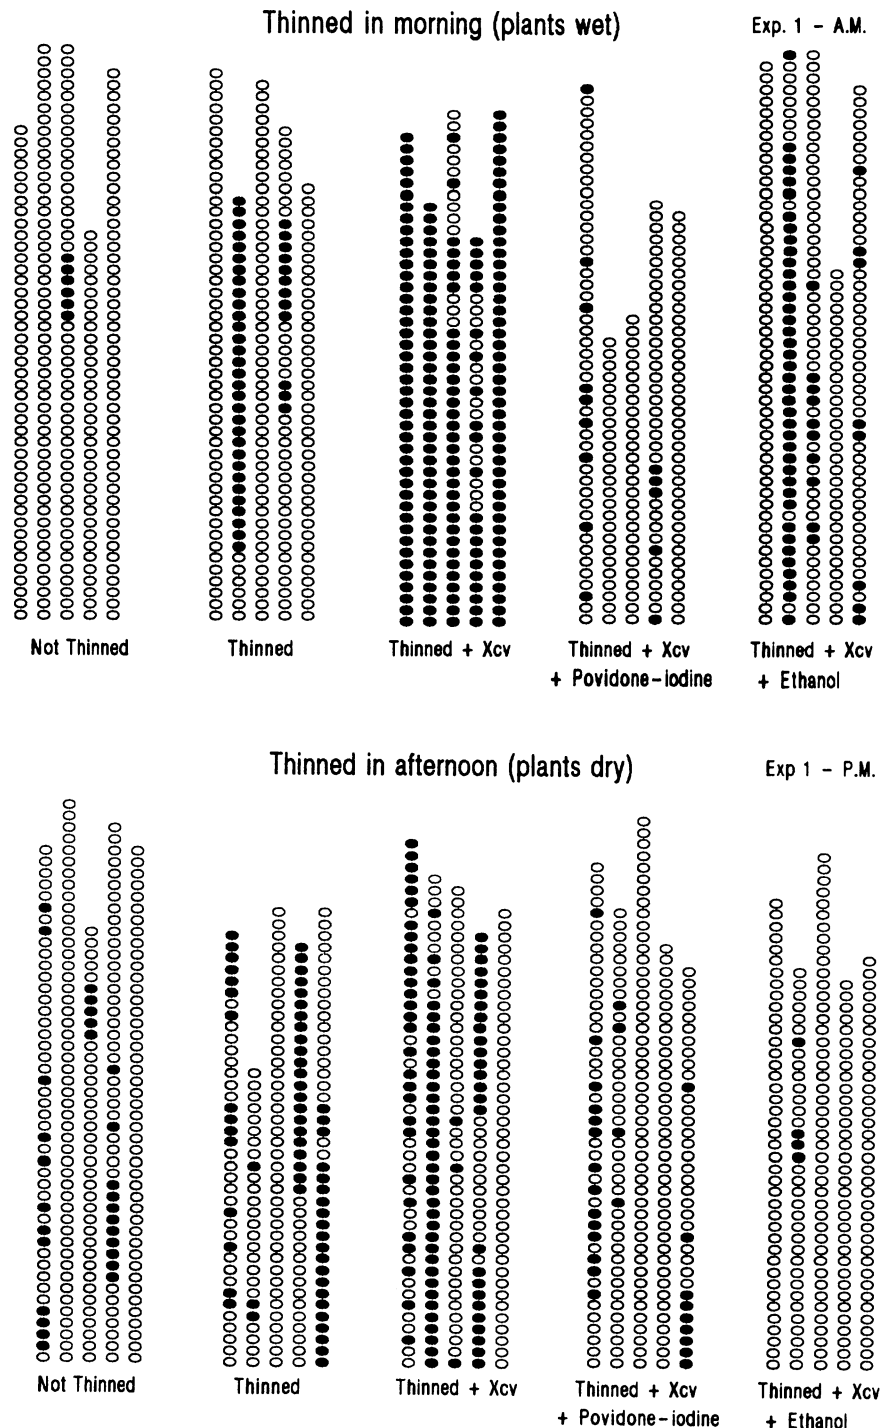 Thinned in morning (plants wet)
Exp. 1 - A.M.
Not Thinned
Thinned
Thinned + Xcv
Thinned + Xcv
+ Povidone-iodine
Thinned + Xcv
+ Ethanol
Thinned in afternoon (plants dry)
Exp 1 - P.M.
Not Thinned
Thinned
Thinned + Xcv
Thinned + Xcv
+ Povidone-iodine
Thinned + Xcv
+ Ethanol